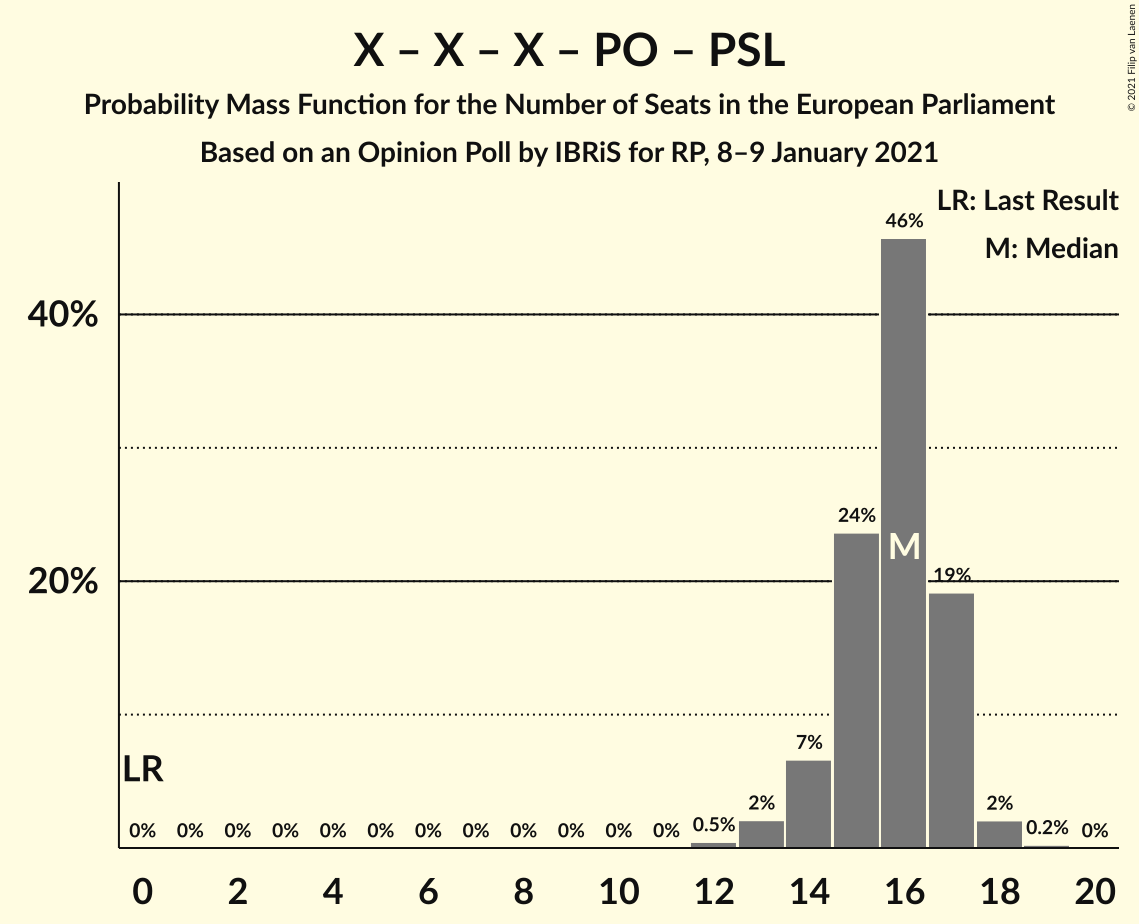 X – X – X – PO – PSL
Probability Mass Function for the Number of Seats in the European Parliament
Based on an Opinion Poll by IBRiS for RP, 8–9 January 2021
© 2021 Filip van Laenen
LR: Last Result
M: Median
46%
40%
24%
M
20%
19%
7%
LR
0% 0% 0% 0% 0% 0% 0% 0% 0% 0% 0% 0% 0.5% 2% 2% 0.2% 0%
0 2 4 6 8 10 12 14 16 18 20